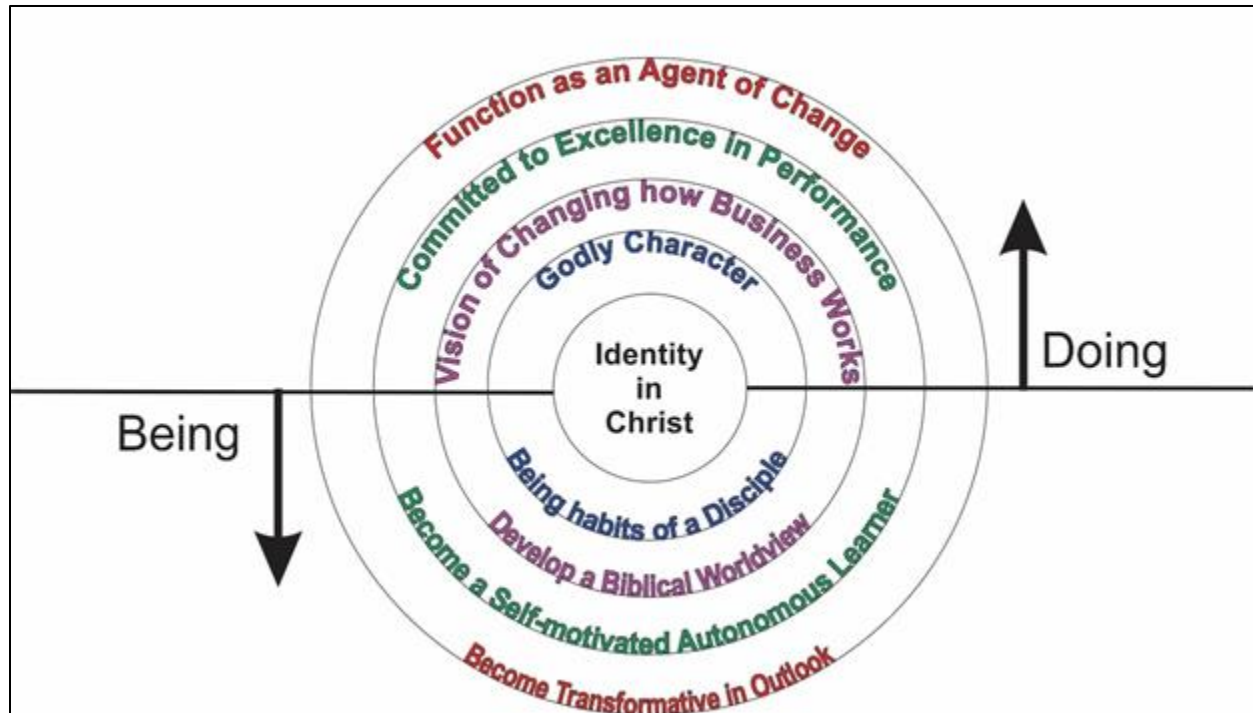 Function as an Agent of Change
Committed to Excellence in Performance
Vision of Changing how Business Works
Godly Character
Identity
in
Christ
Doing
Being
Being habits of a Disciple
Develop a Biblical Worldview
Become a Self-motivated Autonomous Learner
Become Transformative in Outlook